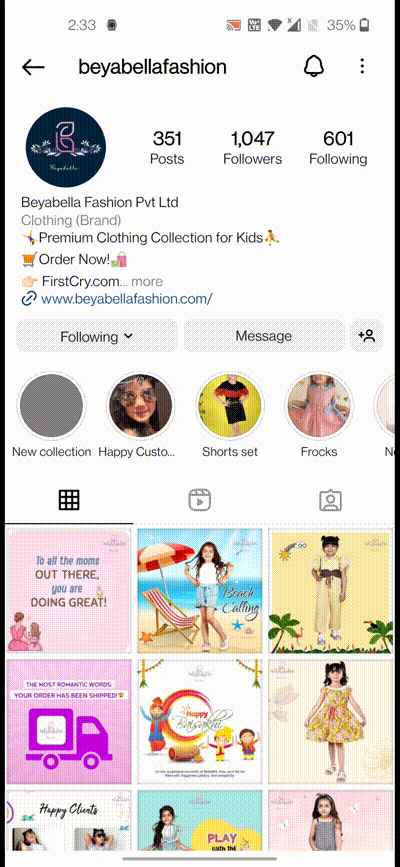 2:33
35%
beyabellafashion
351
1,047
601
Posts
Followers
Following
Beyabella
Beyabella Fashion Pvt Ltd
Clothing (Brand)
🤸‍♀️Premium Clothing Collection for Kids⛹️
🛒Order Now!🛍️
👉🏻 FirstCry.com... more
www.beyabellafashion.com/
Following
Message
New collection
Happy Custo...
Shorts set
Frocks
To all the moms
OUT THERE,
you are
DOING GREAT!
Beach
Calling
THE MOST ROMANTIC WORDS.
YOUR ORDER HAS BEEN SHIPPED!
Happy
Baisakhi
Happy Clients
PLAY